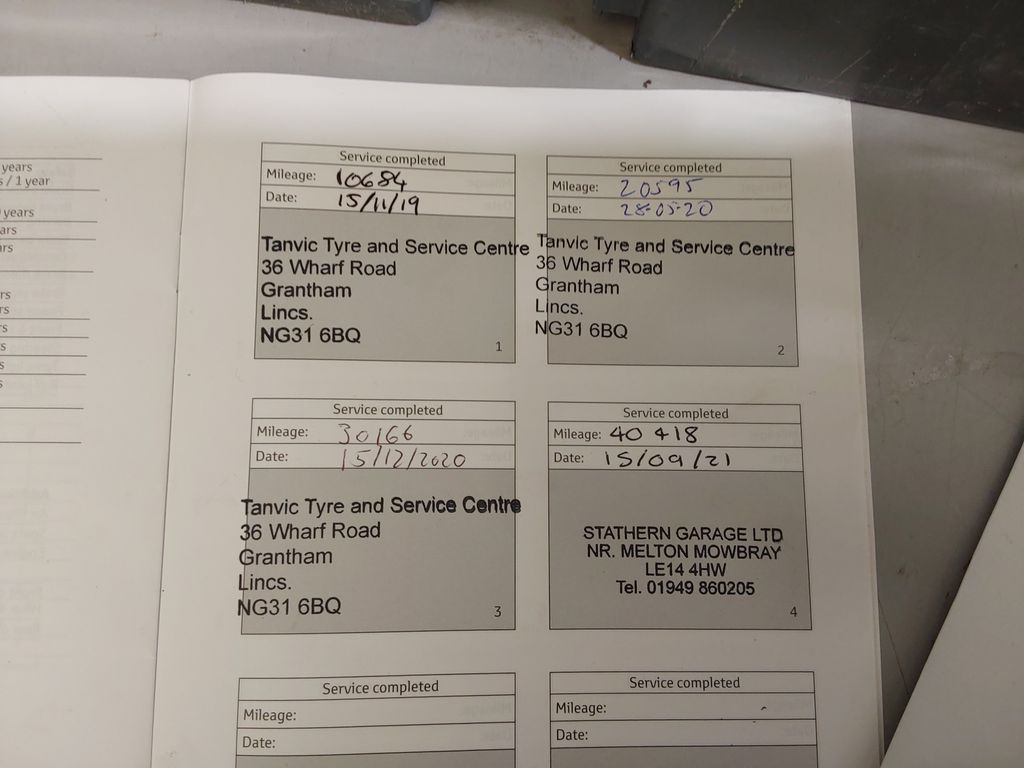 years
s / 1 year
years
ars
rs
rs
rs
s
s
s
s
Service completed
Mileage: 10684
Date: 15/11/19
Tanvic Tyre and Service Centre
36 Wharf Road
Grantham
Lincs.
NG31 6BQ
1
Service completed
Mileage: 20595
Date: 28-05-20
Tanvic Tyre and Service Centre
36 Wharf Road
Grantham
Lincs.
NG31 6BQ
2
Service completed
Mileage: 30166
Date: 15/12/2020
Tanvic Tyre and Service Centre
36 Wharf Road
Grantham
Lincs.
NG31 6BQ
3
Service completed
Mileage: 40 418
Date: 15/09/21
STATHERN GARAGE LTD
NR. MELTON MOWBRAY
LE14 4HW
Tel. 01949 860205
4
Service completed
Mileage:
Date:
Service completed
Mileage:
Date: